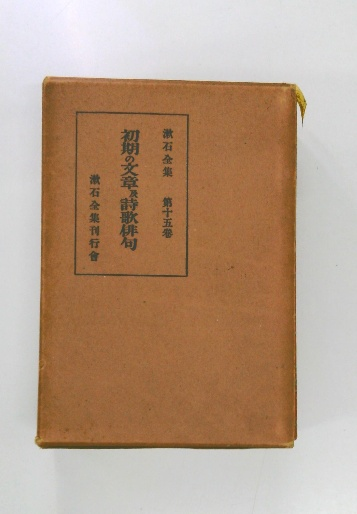 漱石全集 第十五卷
初期の文章及詩歌俳句
漱石全集刊行會